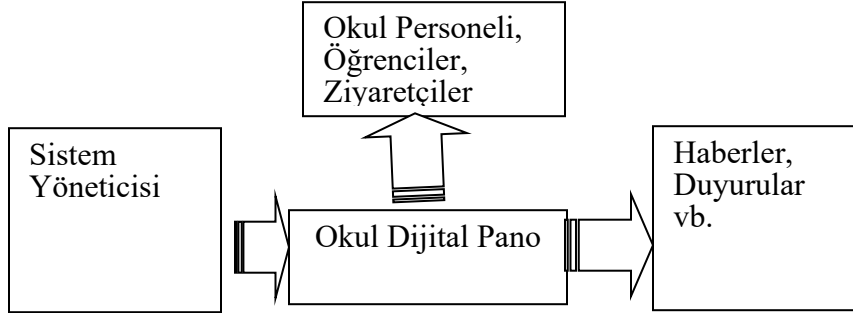 Okul Personeli,
Öğrenciler,
Ziyaretçiler
Sistem
Yöneticisi
Okul Dijital Pano
Haberler,
Duyurular
vb.